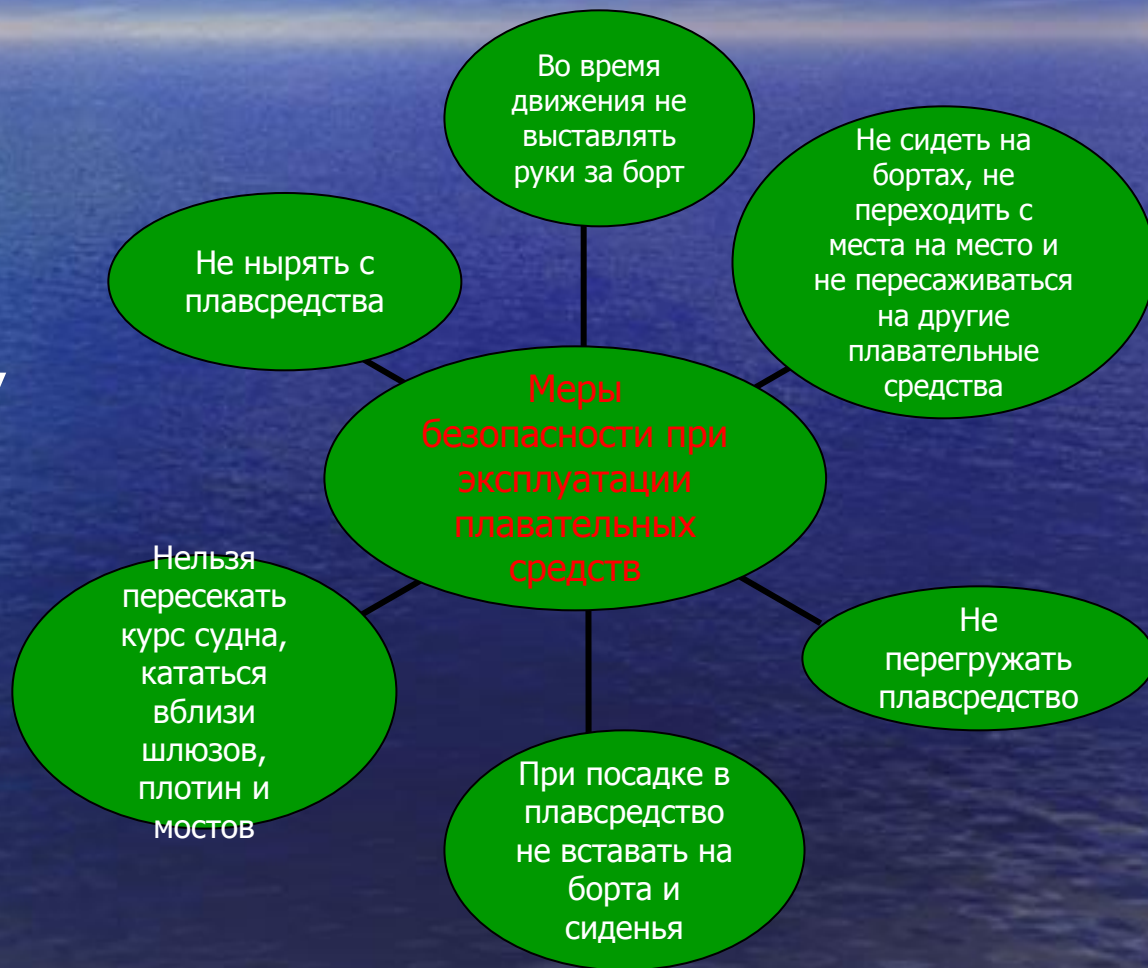 Во время
движения не
выставлять
руки за борт
Не сидеть на
бортах, не
переходить с
места на место и
не пересаживаться
на другие
плавательные
средства
Не нырять с
плавсредства
Меры
безопасности при
эксплуатации
плавательных
средств
Нельзя
пересекать
курс судна,
кататься
вблизи
шлюзов,
плотин и
мостов
Не
перегружать
плавсредство
При посадке в
плавсредство
не вставать на
борта и
сиденья